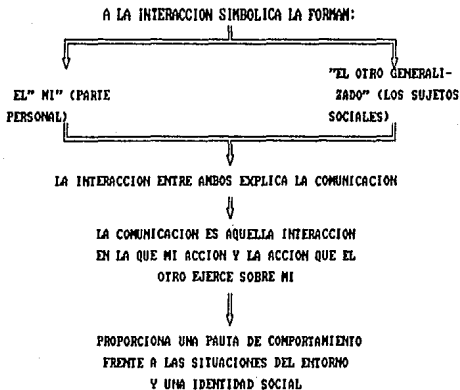 A LA INTERACCION SIMBOLICA LA FORMAM:
EL" MI" (PARTE
PERSONAL)
"EL OTRO GENERALI-
ZADO" (LOS SUJETOS
SOCIALES)
LA INTERACCION ENTRE AMBOS EXPLICA LA COMUNICACION
LA COMUNICACION ES AQUELLA INTERACCION
EN LA QUE MI ACCION Y LA ACCION QUE EL
OTRO EJERCE SOBRE MI
PROPORCIONA UNA PAUTA DE COMPORTAMIENTO
FRENTE A LAS SITUACIONES DEL ENTORNO
Y UNA IDENTIDAD SOCIAL